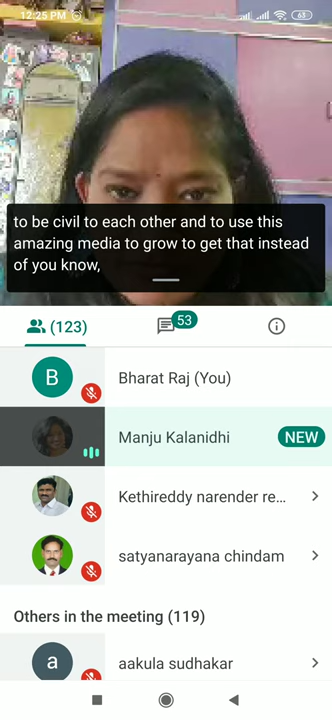 12:25 PM
63
to be civil to each other and to use this
amazing media to grow to get that instead
of you know,
(123)
53
B
Bharat Raj (You)
Manju Kalanidhi
NEW
Kethireddy narender re...
satyanarayana chindam
Others in the meeting (119)
a
aakula sudhakar